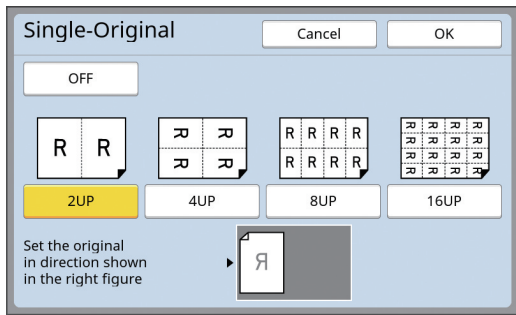 Single-Original
Cancel
OK
OFF
R R
R R
R R
R R R R
R R R R
R R R R
R R R R
R R R R
R R R R
2UP
4UP
8UP
16UP
Set the original
in direction shown
in the right figure
R